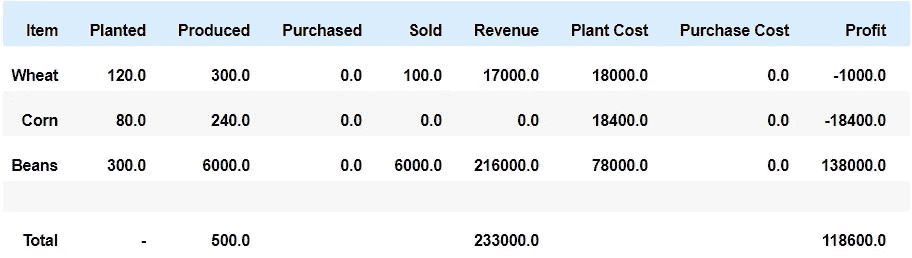 Item Planted Produced Purchased Sold Revenue Plant Cost Purchase Cost Profit
Wheat 120.0 300.0 0.0 100.0 17000.0 18000.0 0.0 -1000.0
Corn 80.0 240.0 0.0 0.0 0.0 18400.0 0.0 -18400.0
Beans 300.0 6000.0 0.0 6000.0 216000.0 78000.0 0.0 138000.0
Total - 500.0 233000.0 118600.0